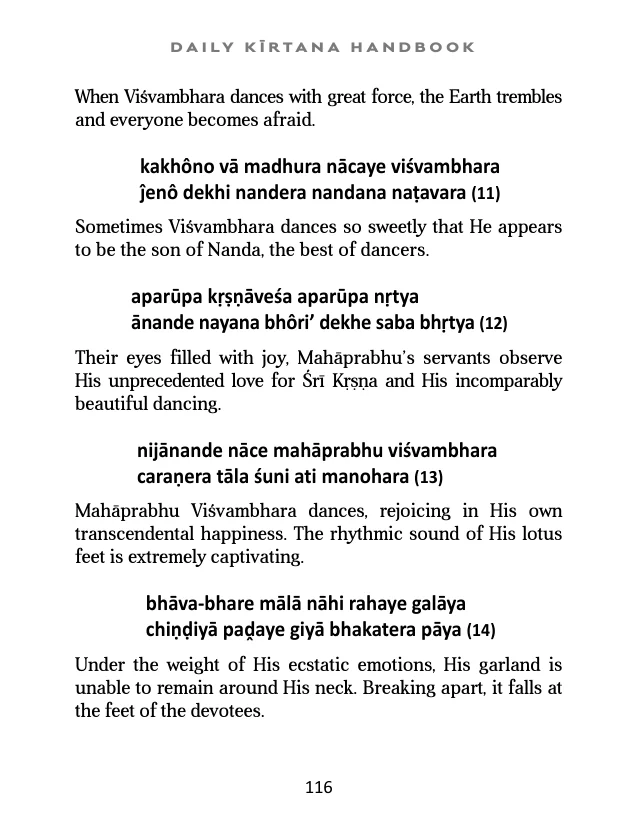 DAILY KĪRTANA HANDBOOK
When Viśvambhara dances with great force, the Earth trembles
and everyone becomes afraid.
kakhôno vā madhura nācaye viśvambhara
ĵenô dekhi nandera nandana naṭavara (11)
Sometimes Viśvambhara dances so sweetly that He appears
to be the son of Nanda, the best of dancers.
aparūpa kṛṣṇāveśa aparūpa nṛtya
ānande nayana bhôri’ dekhe saba bhṛtya (12)
Their eyes filled with joy, Mahāprabhu’s servants observe
His unprecedented love for Śrī Kṛṣṇa and His incomparably
beautiful dancing.
nijānande nāce mahāprabhu viśvambhara
caraṇera tāla śuni ati manohara (13)
Mahāprabhu Viśvambhara dances, rejoicing in His own
transcendental happiness. The rhythmic sound of His lotus
feet is extremely captivating.
bhāva-bhare mālā nāhi rahaye galāya
chiṇḍiyā paḓaye giyā bhakatera pāya (14)
Under the weight of His ecstatic emotions, His garland is
unable to remain around His neck. Breaking apart, it falls at
the feet of the devotees.
116